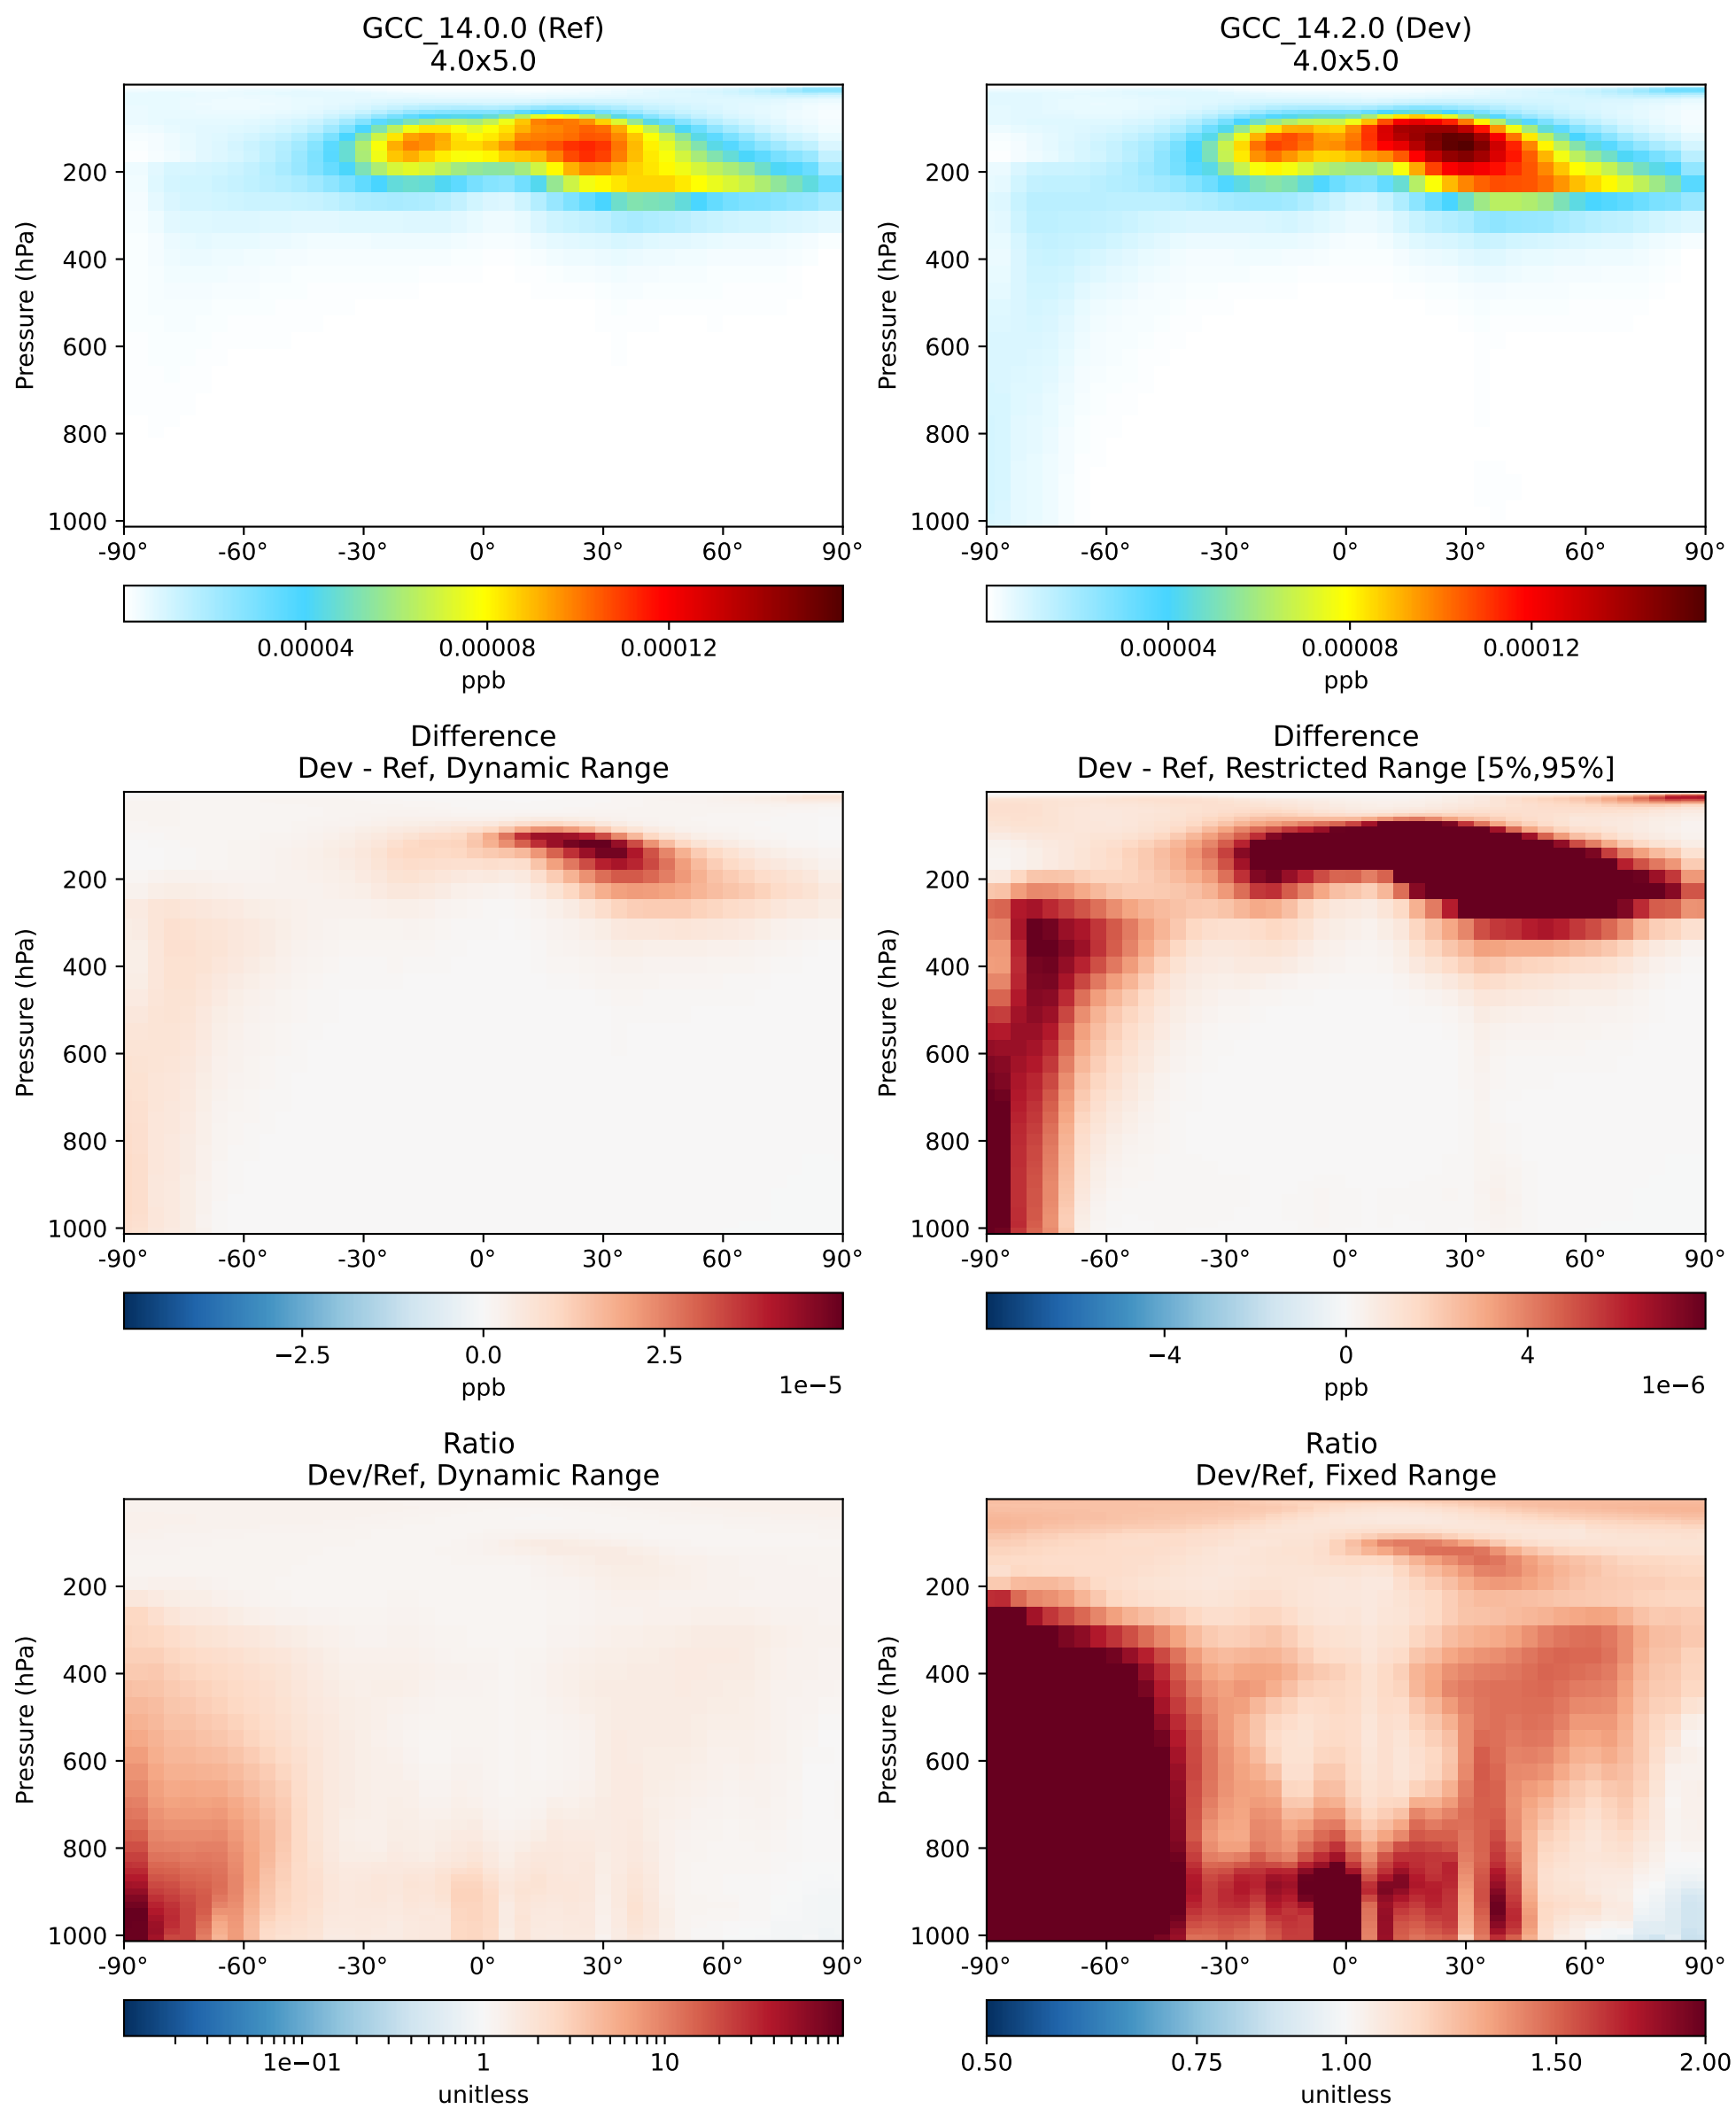 GCC_14.0.0 (Ref)
4.0x5.0
Pressure (hPa)
200
400
600
800
1000
-90° -60° -30° 0° 30° 60° 90°
0.00004 0.00008 0.00012
ppb
GCC_14.2.0 (Dev)
4.0x5.0
Pressure (hPa)
200
400
600
800
1000
-90° -60° -30° 0° 30° 60° 90°
0.00004 0.00008 0.00012
ppb
Difference
Dev - Ref, Dynamic Range
Pressure (hPa)
200
400
600
800
1000
-90° -60° -30° 0° 30° 60° 90°
−2.5 0.0 2.5
ppb 1e−5
Difference
Dev - Ref, Restricted Range [5%,95%]
Pressure (hPa)
200
400
600
800
1000
-90° -60° -30° 0° 30° 60° 90°
−4 0 4
ppb 1e−6
Ratio
Dev/Ref, Dynamic Range
Pressure (hPa)
200
400
600
800
1000
-90° -60° -30° 0° 30° 60° 90°
1e−01 1 10
unitless
Ratio
Dev/Ref, Fixed Range
Pressure (hPa)
200
400
600
800
1000
-90° -60° -30° 0° 30° 60° 90°
0.50 0.75 1.00 1.50 2.00
unitless